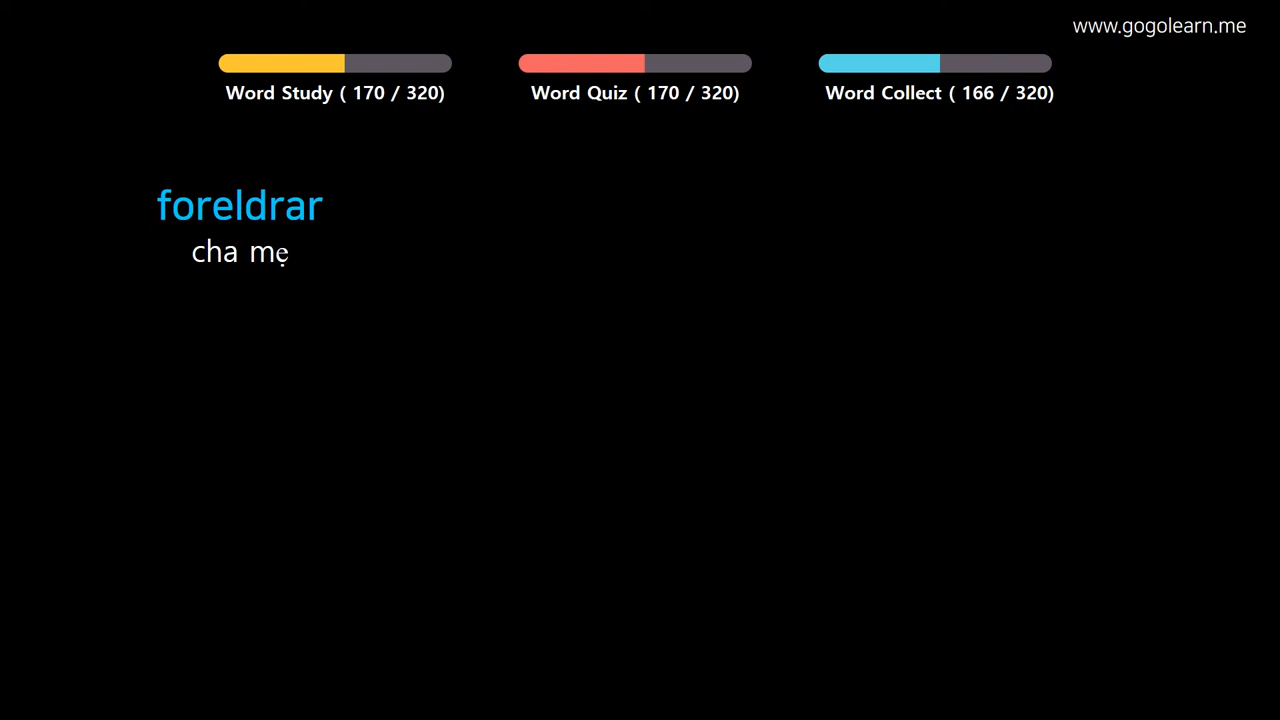 www.gogolearn.me
Word Study ( 170 / 320)
Word Quiz ( 170 / 320)
Word Collect ( 166 / 320)
foreldrar
cha mẹ